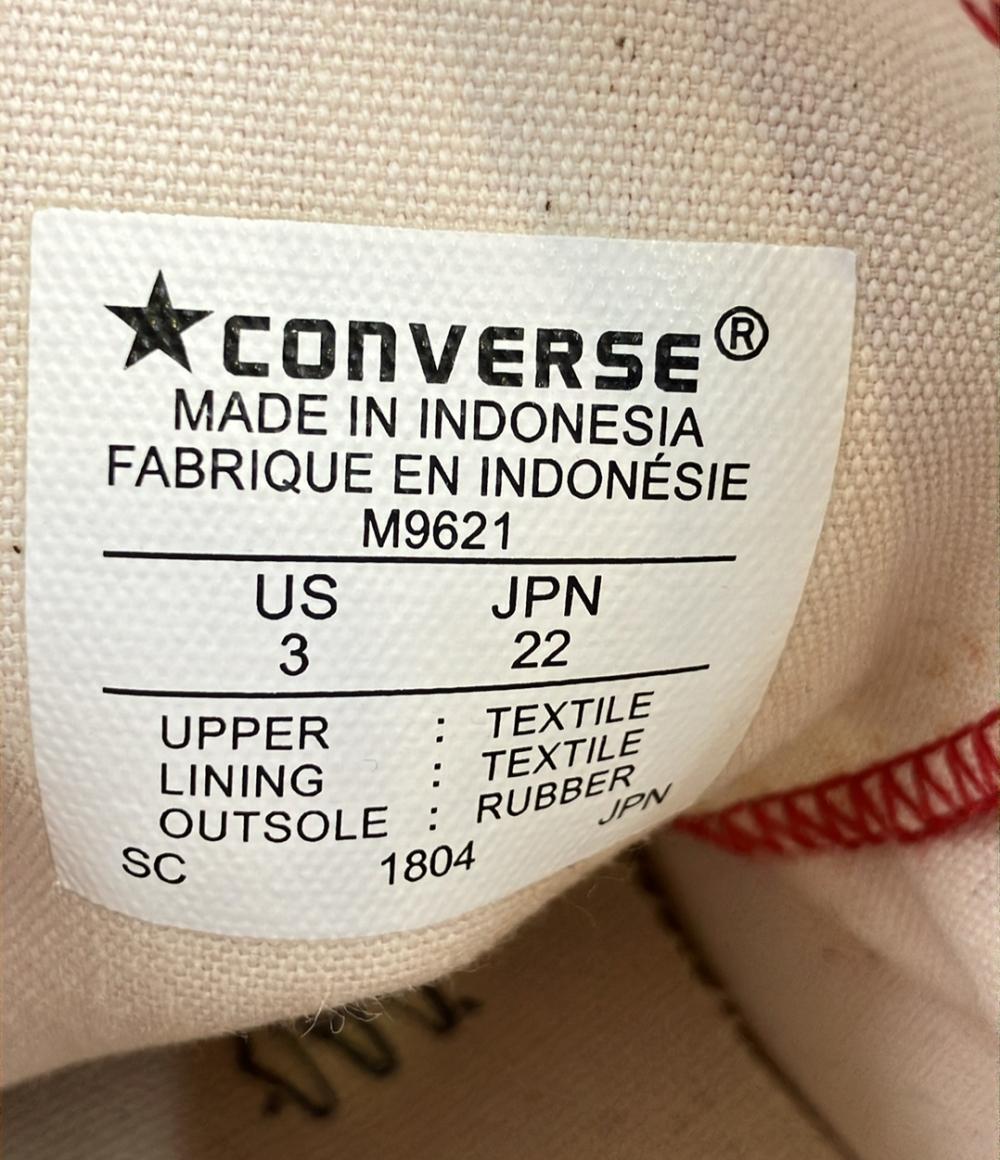 ★CONVERSE®
MADE IN INDONESIA
FABRIQUE EN INDONÉSIE
M9621
US JPN
3 22
UPPER : TEXTILE
LINING : TEXTILE
OUTSOLE : RUBBER
SC 1804 JPN